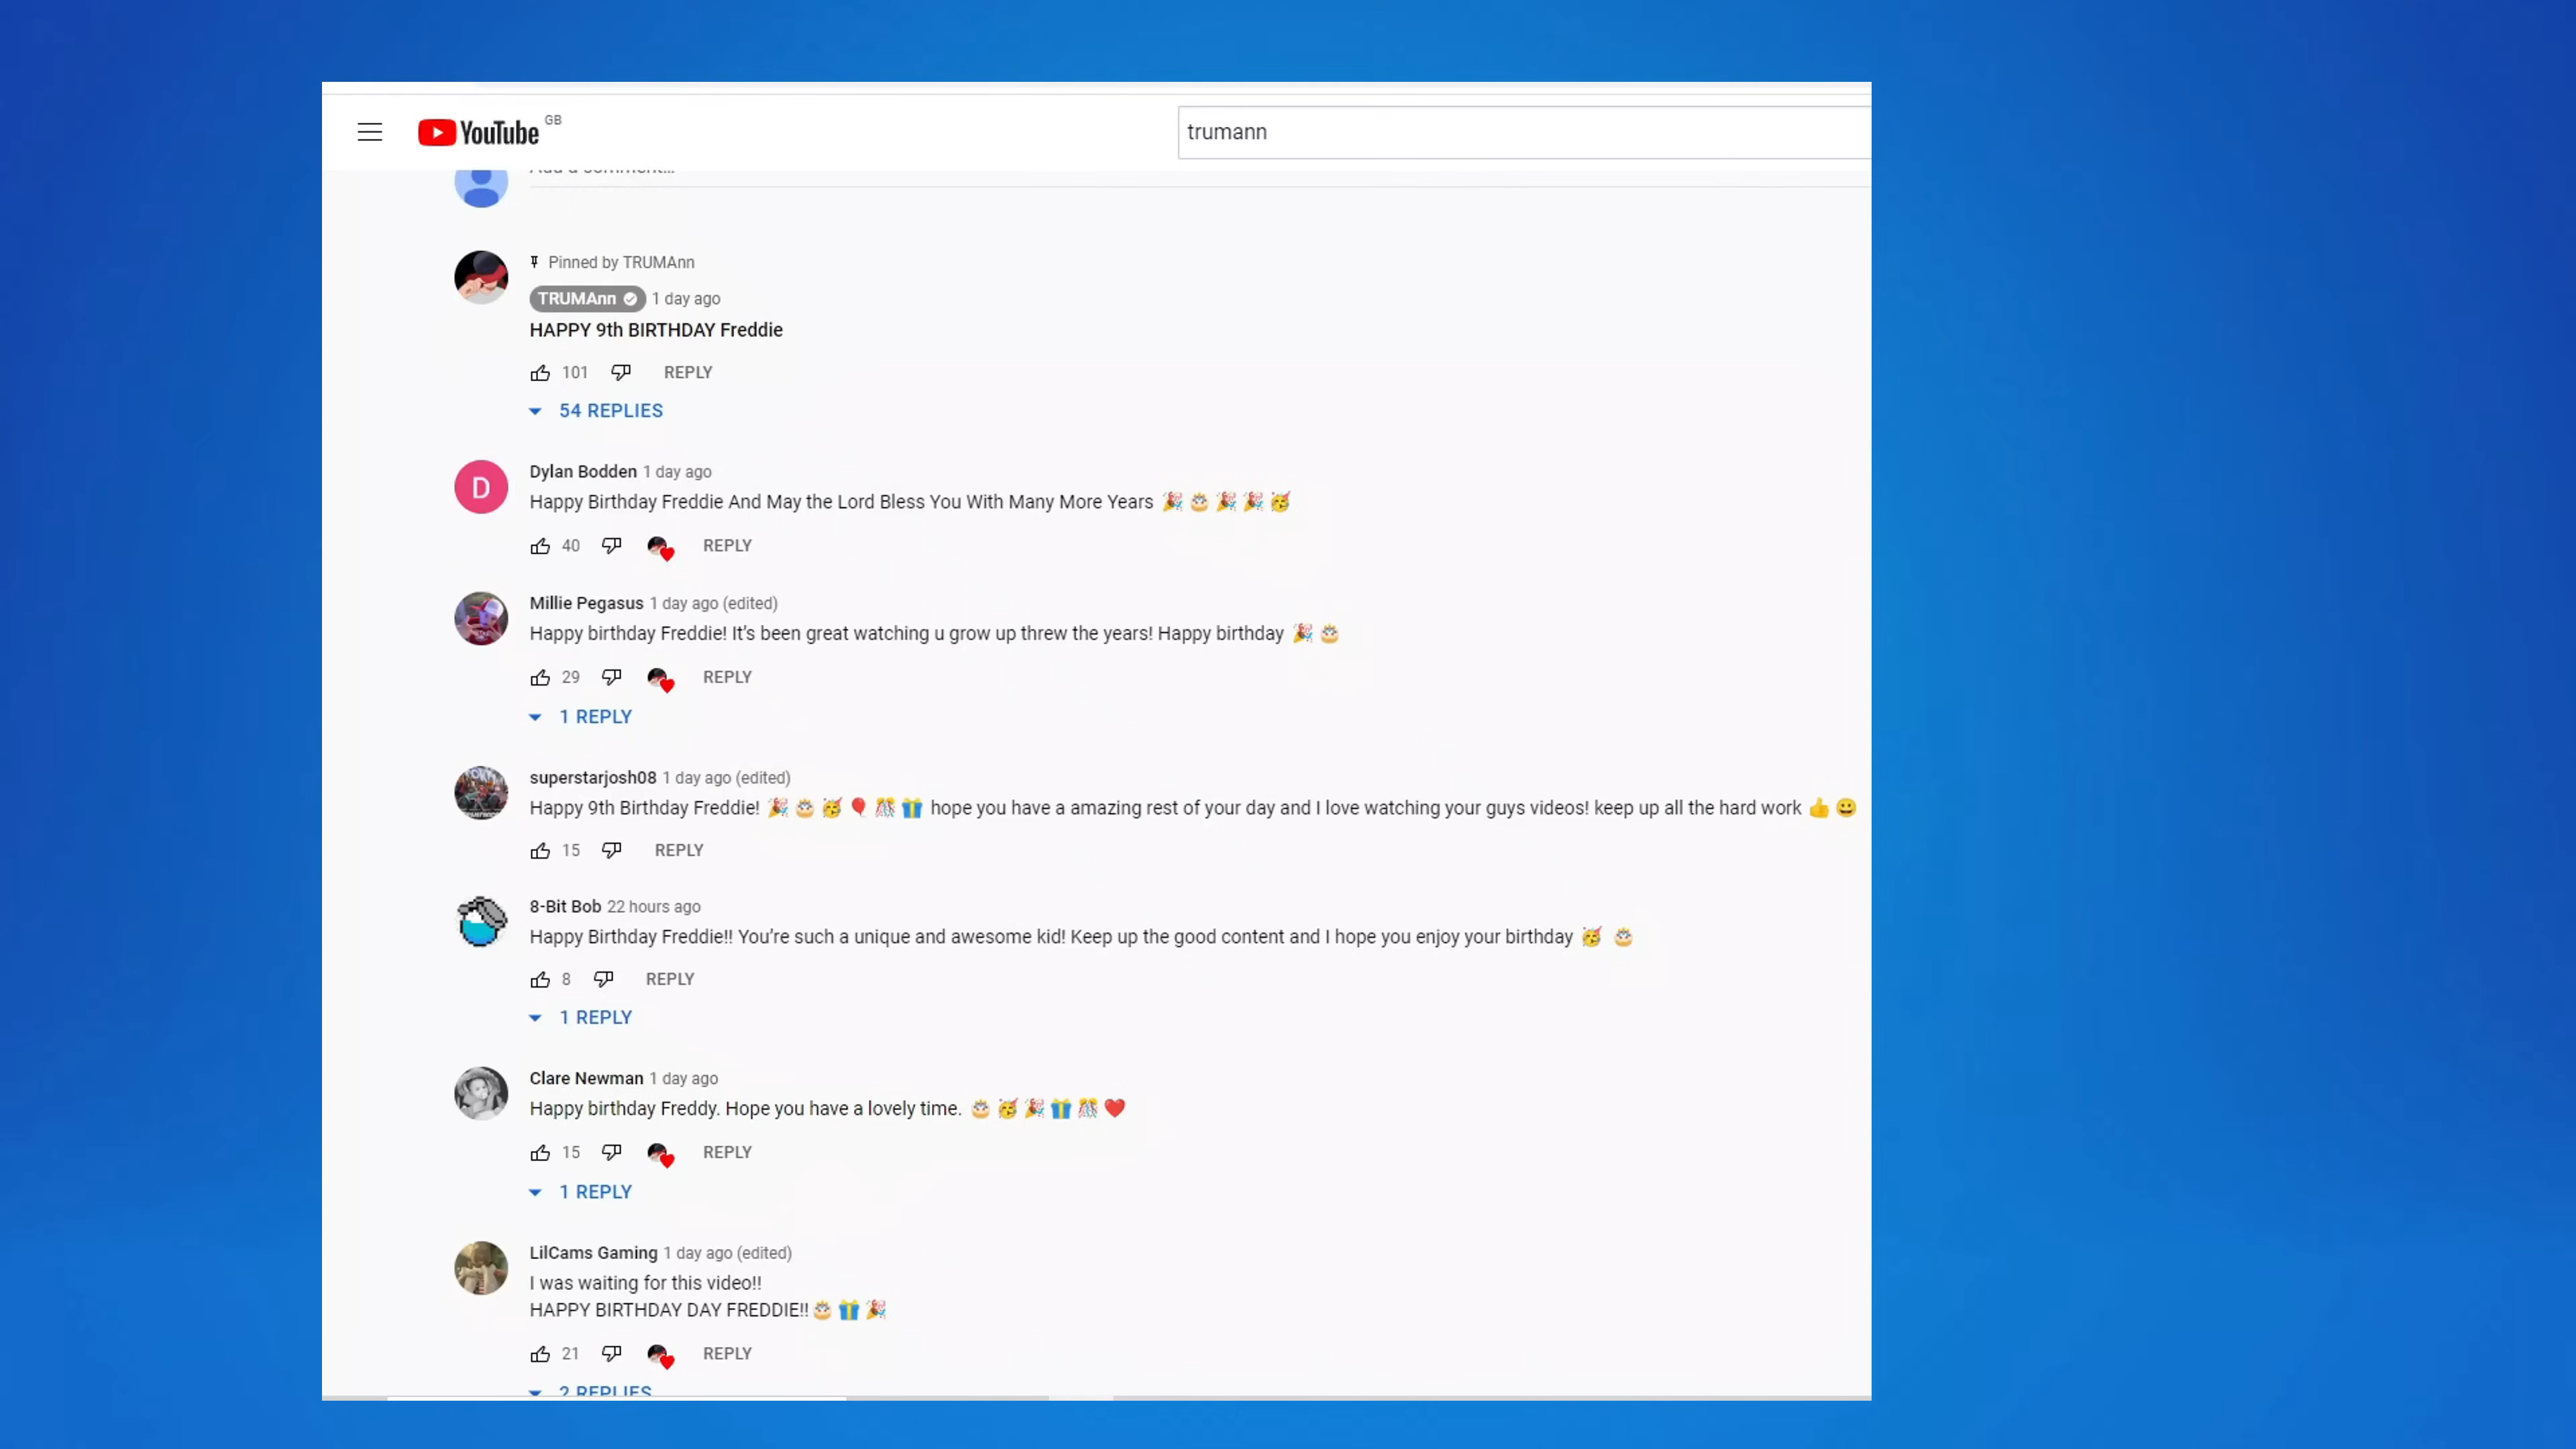 YouTube GB
trumann
Add a comment...
Pinned by TRUMAnn
TRUMAnn 1 day ago
HAPPY 9th BIRTHDAY Freddie
101 REPLY
54 REPLIES
D
Dylan Bodden 1 day ago
Happy Birthday Freddie And May the Lord Bless You With Many More Years 🎉 🎂 🎉 🎉 🥳
40 REPLY
Millie Pegasus 1 day ago (edited)
Happy birthday Freddie! It's been great watching u grow up threw the years! Happy birthday 🎉 🎂
29 REPLY
1 REPLY
superstarjosh08 1 day ago (edited)
Happy 9th Birthday Freddie! 🎉 🎂 🥳 🎈 🎊 🎁 hope you have a amazing rest of your day and I love watching your guys videos! keep up all the hard work 👍 😀
15 REPLY
8-Bit Bob 22 hours ago
Happy Birthday Freddie!! You're such a unique and awesome kid! Keep up the good content and I hope you enjoy your birthday 🥳 🎂
8 REPLY
1 REPLY
Clare Newman 1 day ago
Happy birthday Freddy. Hope you have a lovely time. 🎂 🥳 🎉 🎁 🎊 ❤️
15 REPLY
1 REPLY
LilCams Gaming 1 day ago (edited)
I was waiting for this video!!
HAPPY BIRTHDAY DAY FREDDIE!! 🎂 🎁 🎉
21 REPLY
2 REPLIES